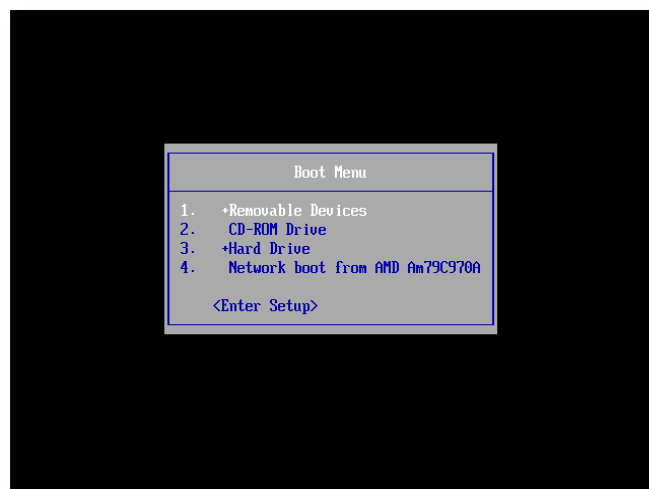 Boot Menu
1. +Removable Devices
2. CD-ROM Drive
3. +Hard Drive
4. Network boot from AMD Am79C970A
<Enter Setup>